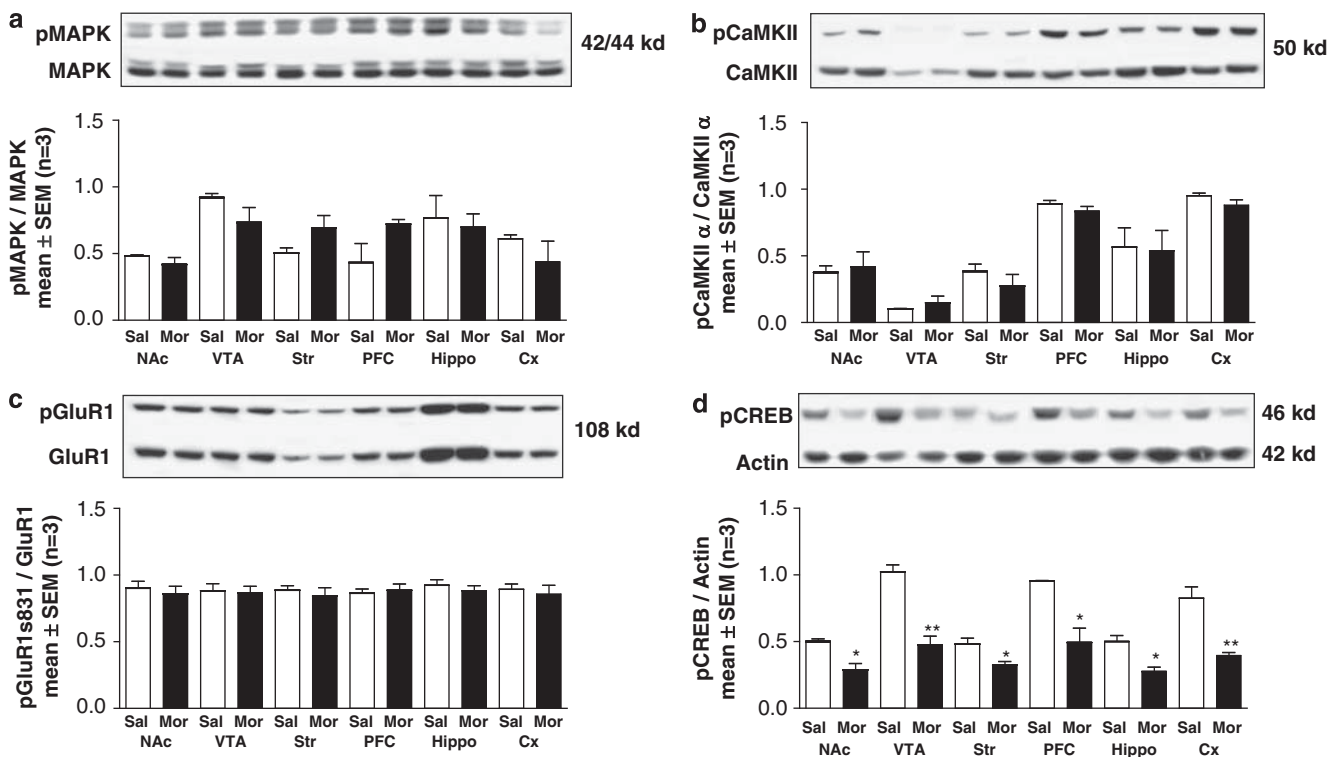 a
pMAPK
MAPK
42/44 kd
pMAPK / MAPK
mean ± SEM (n=3)
1.5
1.0
0.5
0.0
Sal Mor Sal Mor Sal Mor Sal Mor Sal Mor Sal Mor
NAc VTA Str PFC Hippo Cx
b
pCaMKII
CaMKII
50 kd
pCaMKII α / CaMKII α
mean ± SEM (n=3)
1.5
1.0
0.5
0.0
Sal Mor Sal Mor Sal Mor Sal Mor Sal Mor Sal Mor
NAc VTA Str PFC Hippo Cx
c
pGluR1
GluR1
108 kd
pGluR1s831 / GluR1
mean ± SEM (n=3)
1.5
1.0
0.5
0.0
Sal Mor Sal Mor Sal Mor Sal Mor Sal Mor Sal Mor
NAc VTA Str PFC Hippo Cx
d
pCREB
Actin
46 kd
42 kd
pCREB / Actin
mean ± SEM (n=3)
1.5
1.0
0.5
0.0
* ** * * * **
Sal Mor Sal Mor Sal Mor Sal Mor Sal Mor Sal Mor
NAc VTA Str PFC Hippo Cx